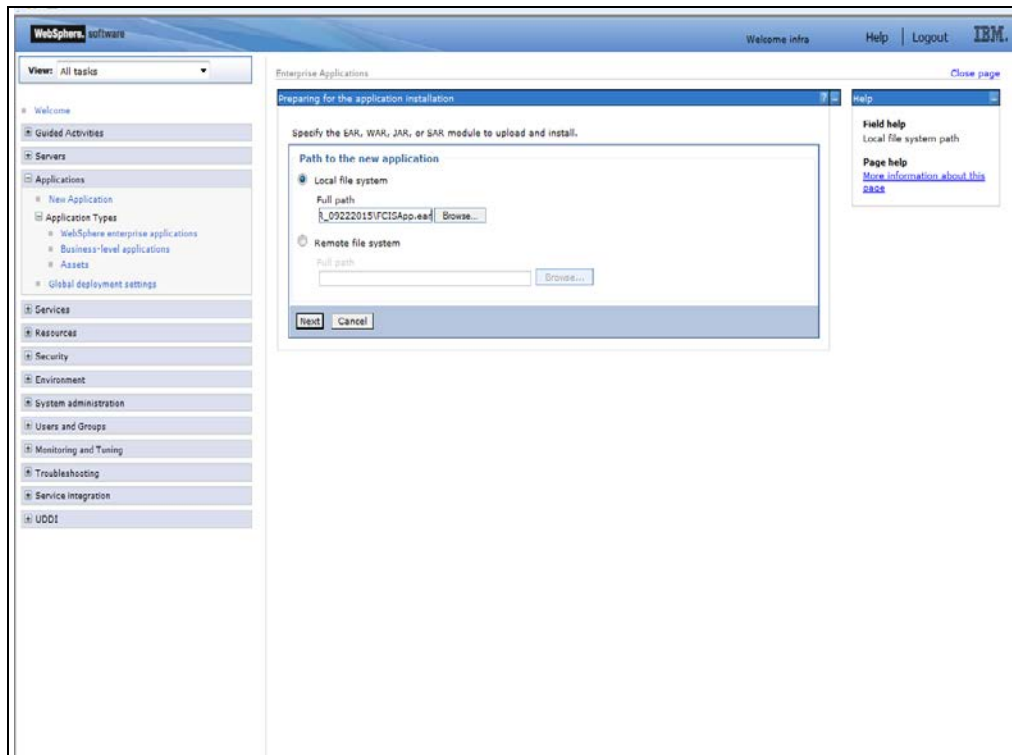 WebSphere. software
Welcome infra
Help | Logout
IBM.
View: All tasks
Welcome
Guided Activities
Servers
Applications
New Application
Application Types
WebSphere enterprise applications
Business-level applications
Assets
Global deployment settings
Services
Resources
Security
Environment
System administration
Users and Groups
Monitoring and Tuning
Troubleshooting
Service integration
UDDI
Enterprise Applications
Close page
Preparing for the application installation
Specify the EAR, WAR, JAR, or SAR module to upload and install.
Path to the new application
Local file system
Full path
_09222015\FCISApp.ear Browse...
Remote file system
Full path
Browse...
Next Cancel
Help
Field help
Local file system path
Page help
More information about this
page